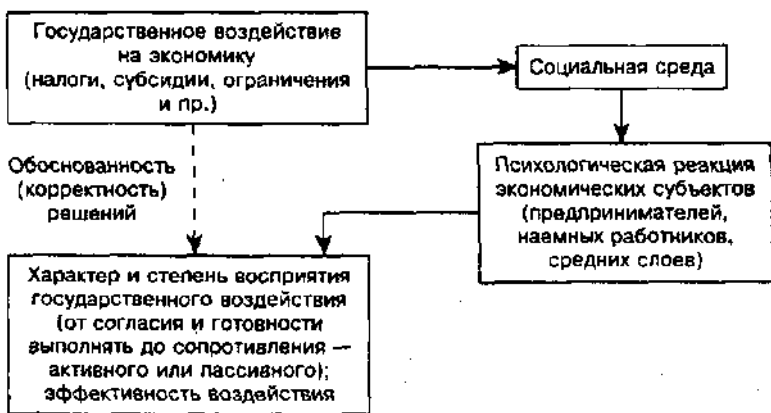 Государственное воздействие
на экономику
(налоги, субсидии, ограничения
и пр.)
Социальная среда
Обоснованность
(корректность)
решений
Психологическая реакция
экономических субъектов
(предпринимателей,
наемных работников,
средних слоев)
Характер и степень восприятия
государственного воздействия
(от согласия и готовности
выполнять до сопротивления —
активного или пассивного);
эффективность воздействия